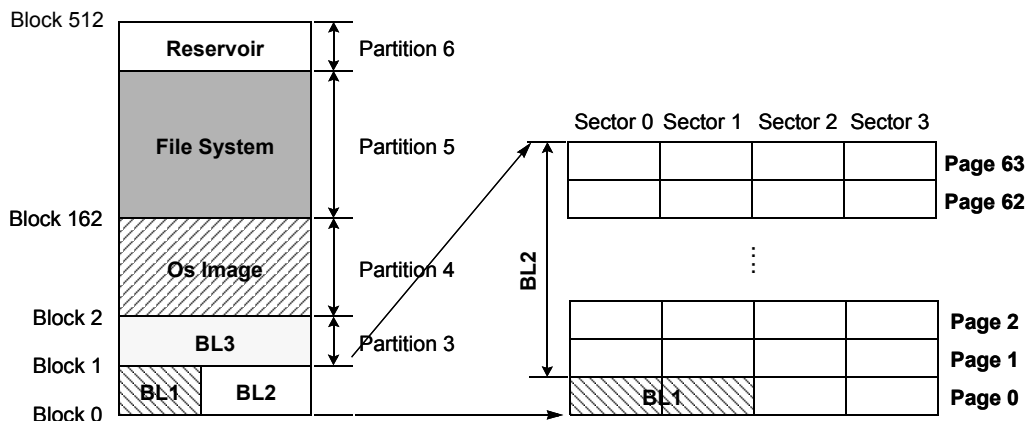 Block 512
Reservoir
Partition 6
File System
Partition 5
Block 162
Os Image
Partition 4
Block 2
BL3
Partition 3
Block 1
BL1
BL2
Block 0
Sector 0 Sector 1 Sector 2 Sector 3
Page 63
Page 62
BL2
⋮
Page 2
Page 1
BL1
Page 0